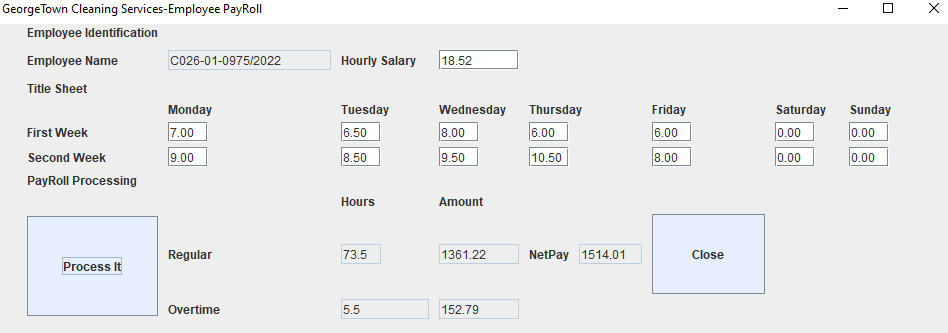 GeorgeTown Cleaning Services-Employee PayRoll
Employee Identification
Employee Name C026-01-0975/2022 Hourly Salary 18.52
Title Sheet
Monday Tuesday Wednesday Thursday Friday Saturday Sunday
First Week 7.00 6.50 8.00 6.00 6.00 0.00 0.00
Second Week 9.00 8.50 9.50 10.50 8.00 0.00 0.00
PayRoll Processing
Hours Amount
Process It Regular 73.5 1361.22 NetPay 1514.01 Close
Overtime 5.5 152.79